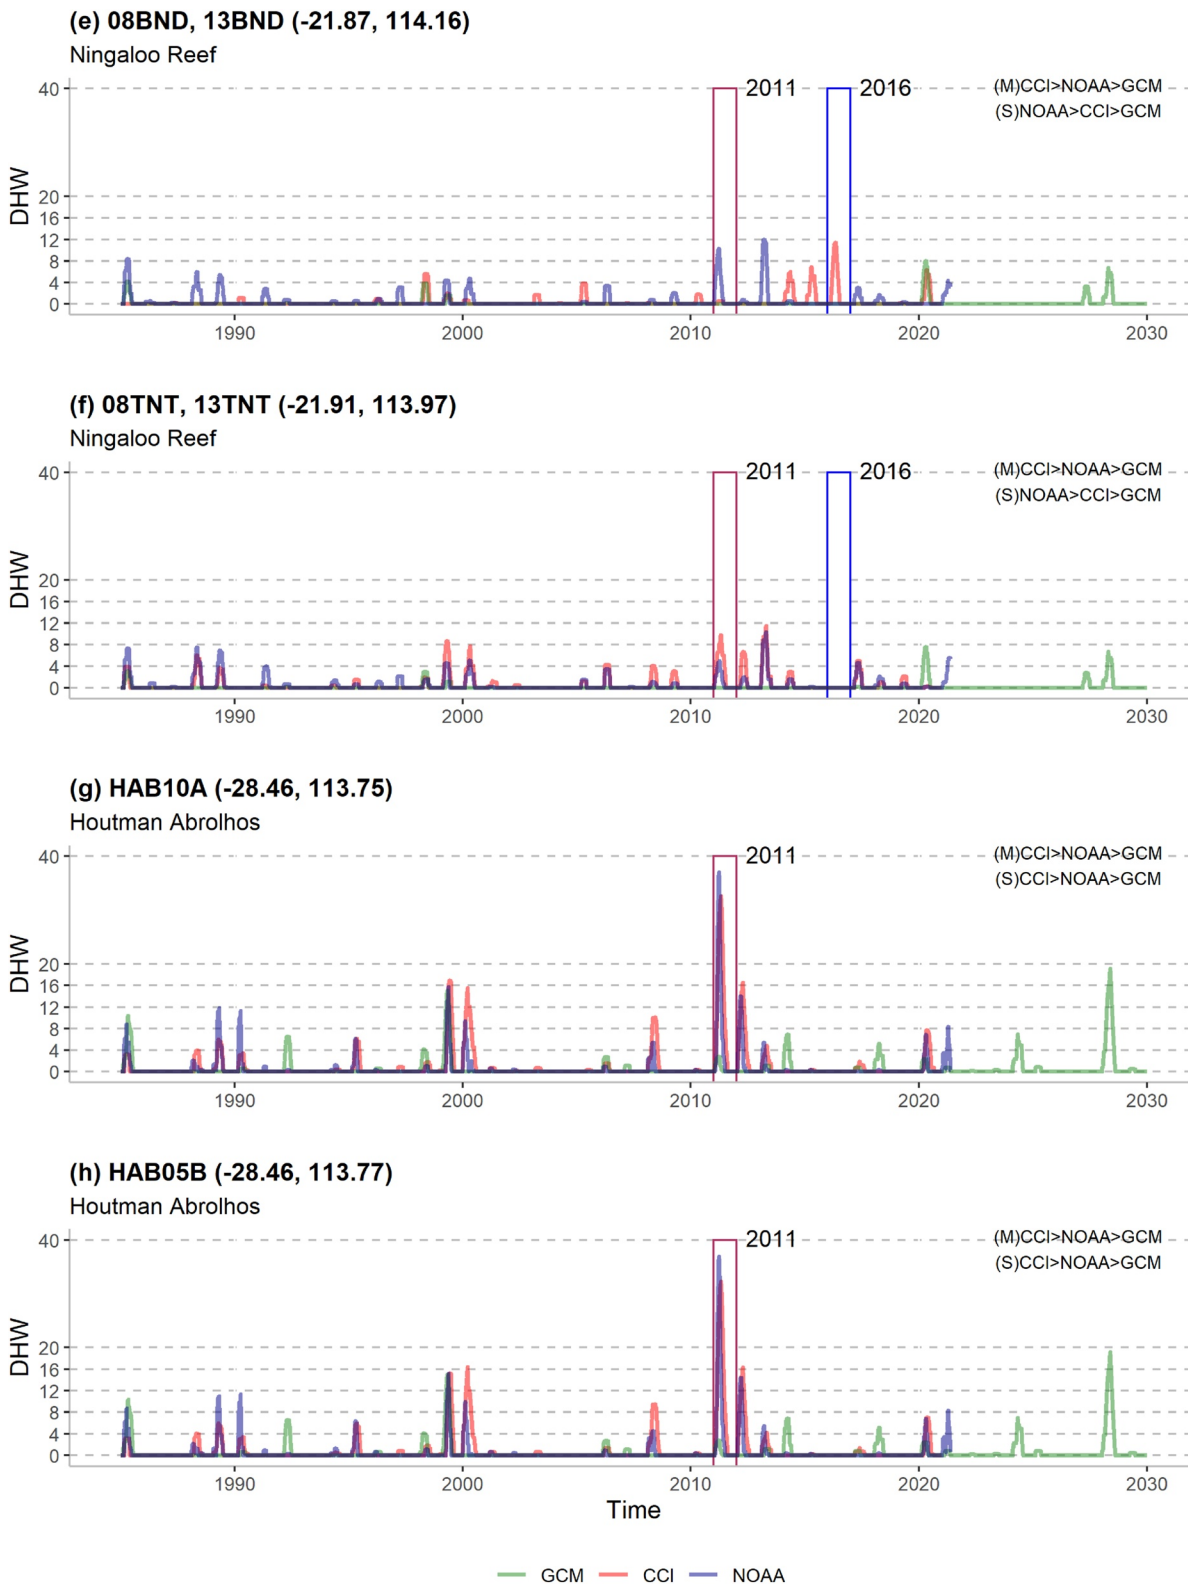 (e) 08BND, 13BND (-21.87, 114.16)
Ningaloo Reef
40
2011
2016
(M)CCI>NOAA>GCM
(S)NOAA>CCI>GCM
DHW
20
16
12
8
4
0
1990
2000
2010
2020
2030
(f) 08TNT, 13TNT (-21.91, 113.97)
Ningaloo Reef
40
2011
2016
(M)CCI>NOAA>GCM
(S)NOAA>CCI>GCM
DHW
20
16
12
8
4
0
1990
2000
2010
2020
2030
(g) HAB10A (-28.46, 113.75)
Houtman Abrolhos
40
2011
(M)CCI>NOAA>GCM
(S)CCI>NOAA>GCM
DHW
20
16
12
8
4
0
1990
2000
2010
2020
2030
(h) HAB05B (-28.46, 113.77)
Houtman Abrolhos
40
2011
(M)CCI>NOAA>GCM
(S)CCI>NOAA>GCM
DHW
20
16
12
8
4
0
1990
2000
2010
2020
2030
Time
GCM
CCI
NOAA